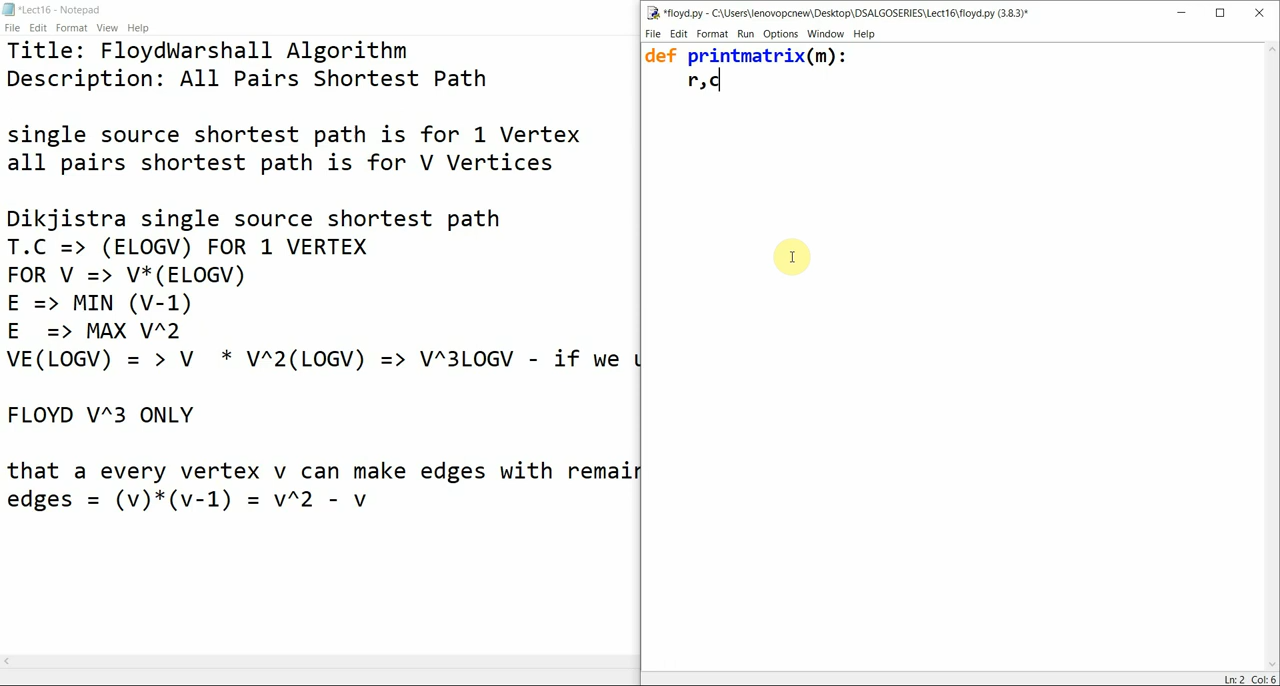 *Lect16 - Notepad
File Edit Format View Help
Title: FloydWarshall Algorithm
Description: All Pairs Shortest Path
single source shortest path is for 1 Vertex
all pairs shortest path is for V Vertices
Dikjistra single source shortest path
T.C => (ELOGV) FOR 1 VERTEX
FOR V => V*(ELOGV)
E => MIN (V-1)
E  => MAX V^2
VE(LOGV) = > V  * V^2(LOGV) => V^3LOGV - if we
FLOYD V^3 ONLY
that a every vertex v can make edges with
edges = (v)*(v-1) = v^2 - v
*floyd.py - C:\Users\lenovopcnew\Desktop\DSALGOSERIES\Lect16\floyd.py (3.8.3)*
File Edit Format Run Options Window Help
def printmatrix(m):
    r,c
Ln: 2 Col: 6